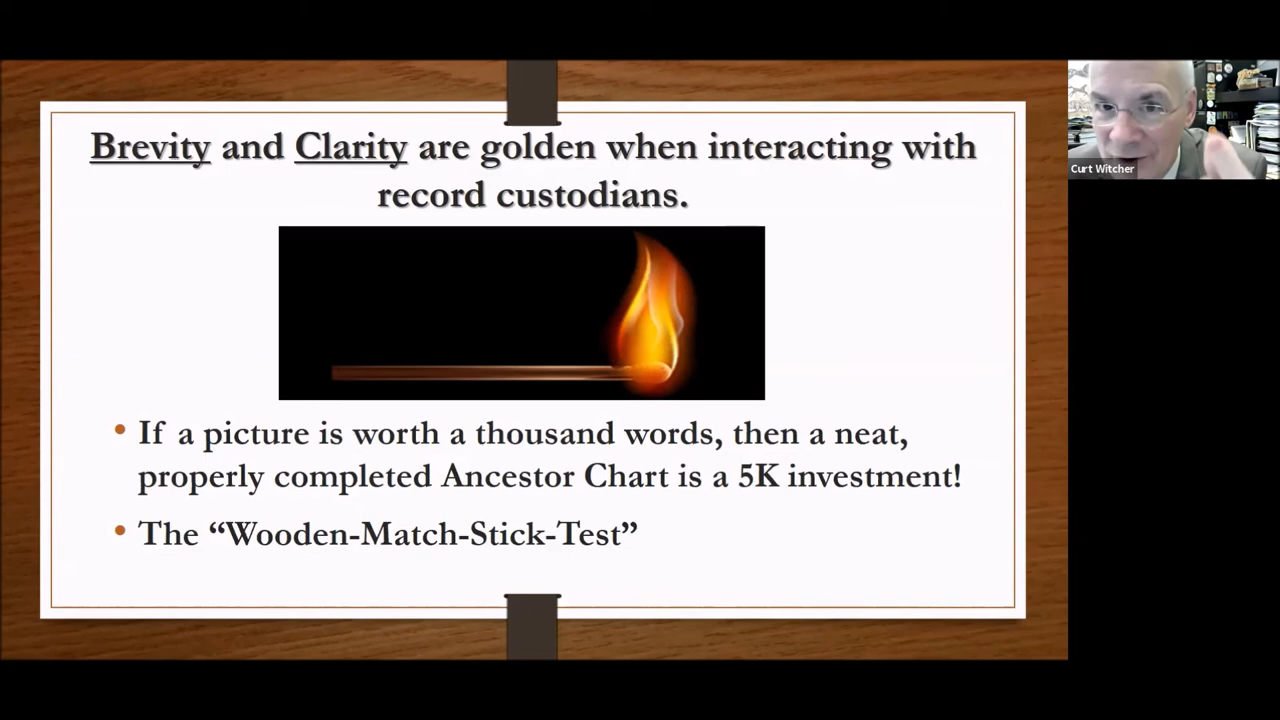 Brevity and Clarity are golden when interacting with
record custodians.
• If a picture is worth a thousand words, then a neat,
properly completed Ancestor Chart is a 5K investment!
• The “Wooden-Match-Stick-Test”
Curt Witcher